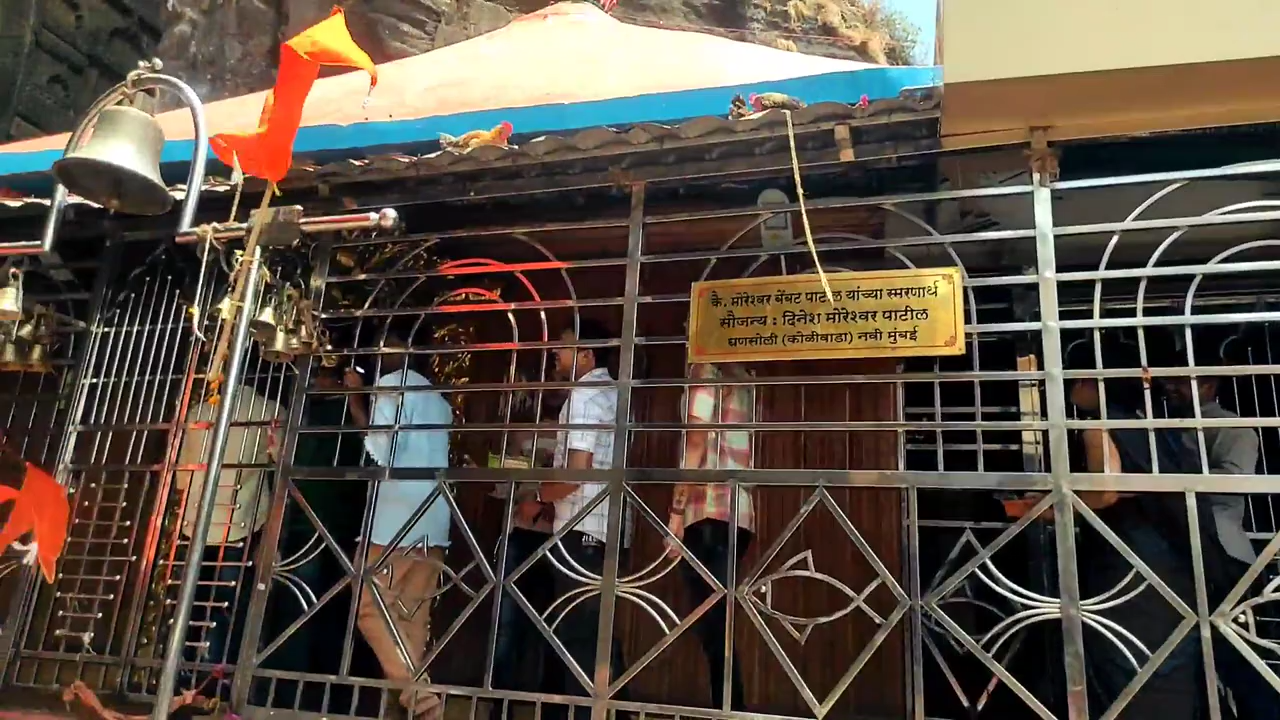 कै. मोरेश्वर बेंबट पाटील यांच्या स्मरणार्थ
सौजन्य : दिनेश मोरेश्वर पाटील
घणसोली (कोळीवाडा) नवी मुंबई